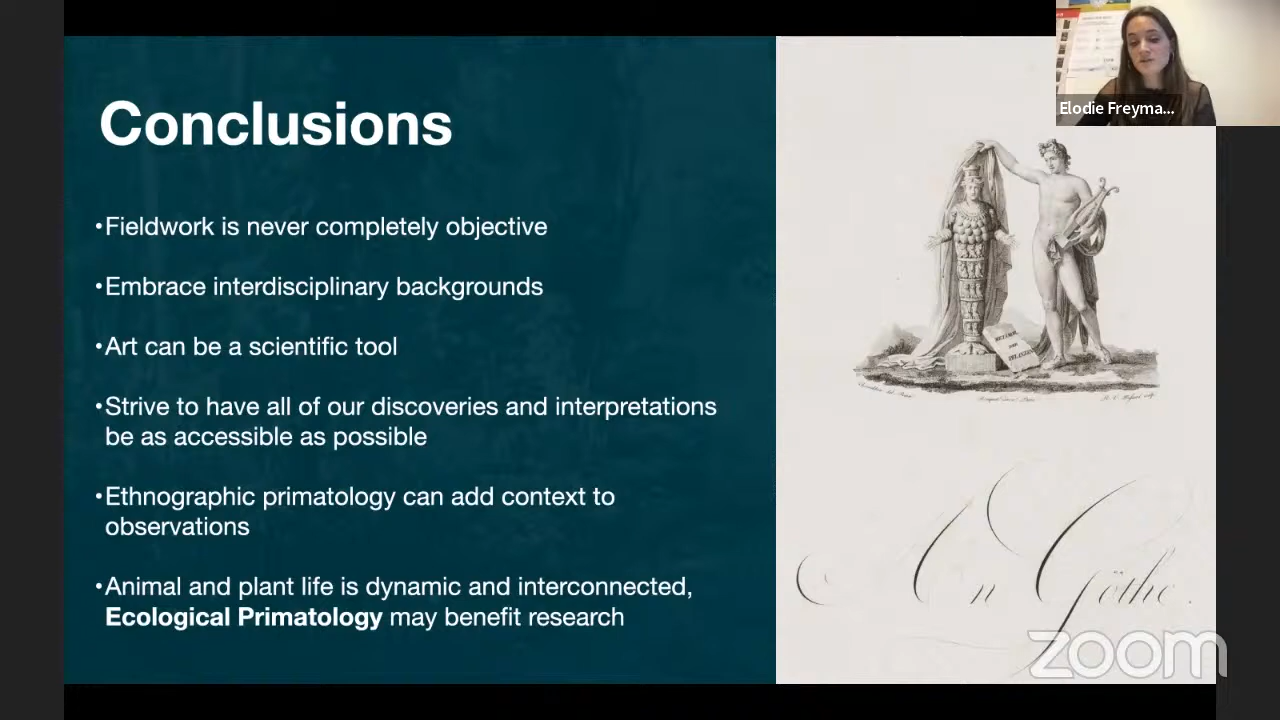 Elodie Freyma...
Conclusions
•Fieldwork is never completely objective
•Embrace interdisciplinary backgrounds
•Art can be a scientific tool
•Strive to have all of our discoveries and interpretations
be as accessible as possible
•Ethnographic primatology can add context to
observations
•Animal and plant life is dynamic and interconnected,
Ecological Primatology may benefit research
An Göthe.
zoom